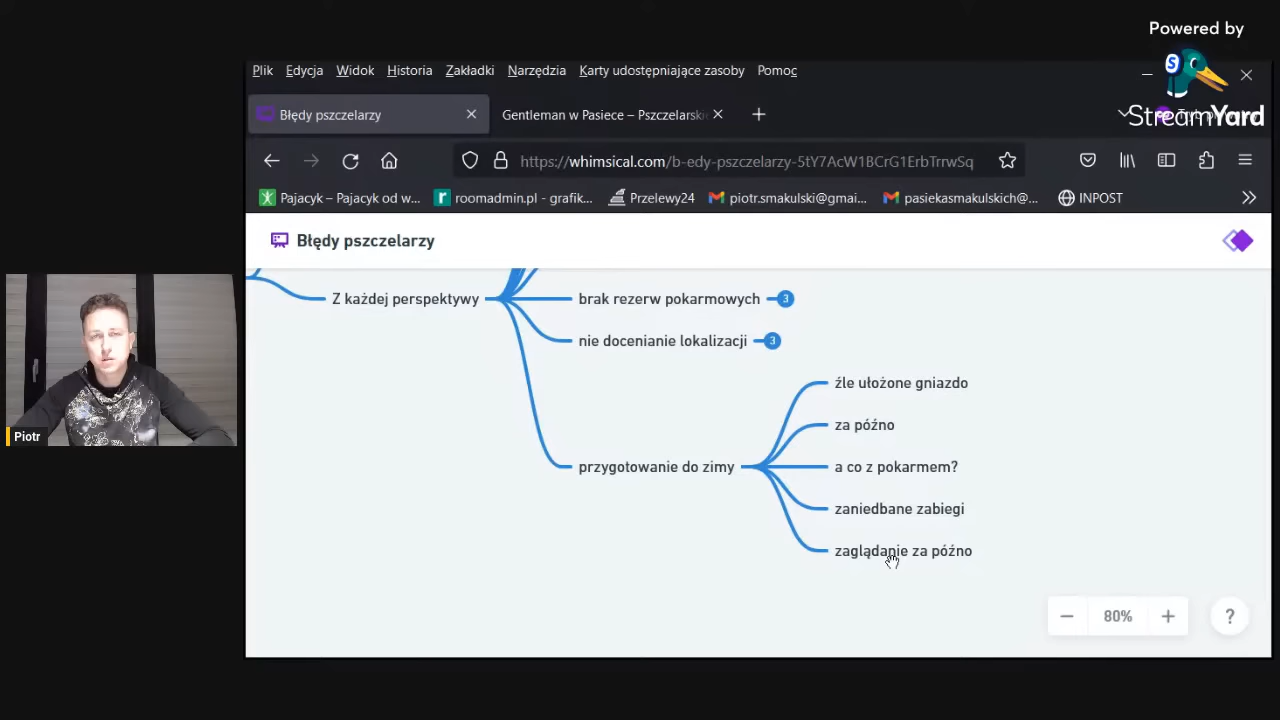 Powered by
StreamYard
Plik Edycja Widok Historia Zakładki Narzędzia Karty udostępniające zasoby Pomoc
Błędy pszczelarzy
Gentleman w Pasiece – Pszczelarski
https://whimsical.com/b-edy-pszczelarzy-5tY7AcW1BCrG1ErbTrrwSq
Pajacyk – Pajacyk od w... roomadmin.pl - grafik... Przelewy24 piotr.smakulski@gmai... pasiekasmakulskich@... INPOST
Błędy pszczelarzy
Z każdej perspektywy
brak rezerw pokarmowych 3
nie docenianie lokalizacji 3
przygotowanie do zimy
źle ułożone gniazdo
za późno
a co z pokarmem?
zaniedbane zabiegi
zaglądanie za późno
80%
?
Piotr